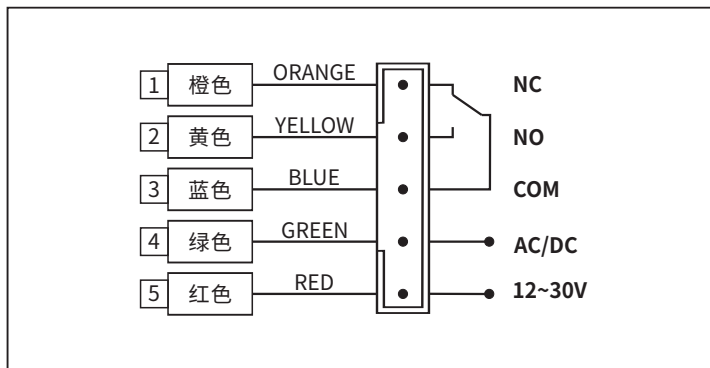 1 橙色 ORANGE NC
2 黄色 YELLOW NO
3 蓝色 BLUE COM
4 绿色 GREEN AC/DC
5 红色 RED 12~30V